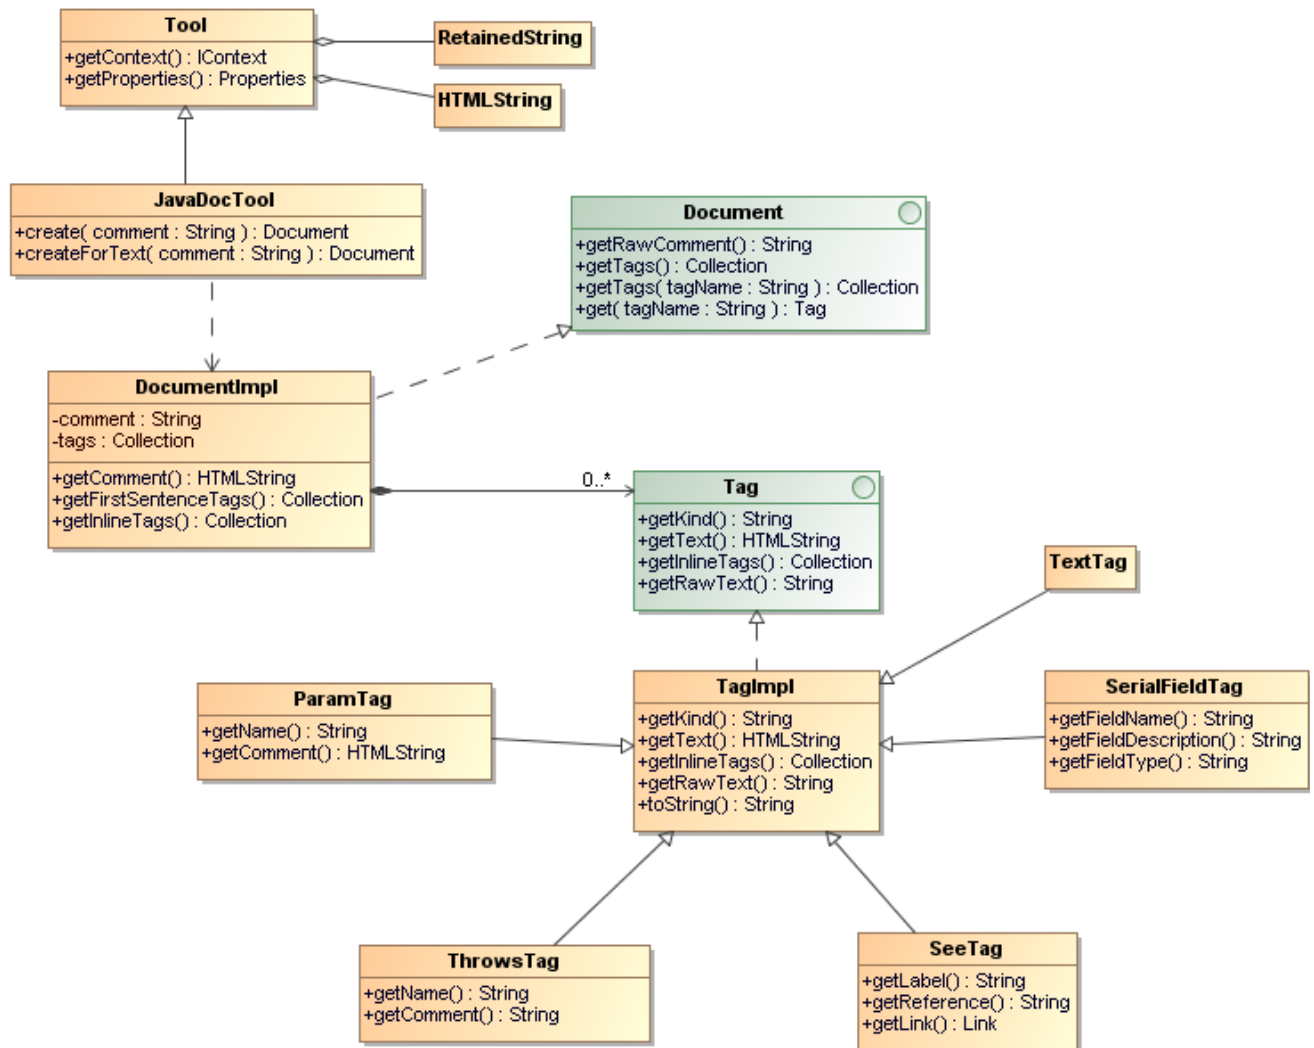 Tool
+getContext() : IContext
+getProperties() : Properties
RetainedString
HTMLString
JavaDocTool
+create( comment : String ) : Document
+createForText( comment : String ) : Document
Document
+getRawComment() : String
+getTags() : Collection
+getTags( tagName : String ) : Collection
+get( tagName : String ) : Tag
DocumentImpl
-comment : String
-tags : Collection
+getComment() : HTMLString
+getFirstSentenceTags() : Collection
+getInlineTags() : Collection
0..*
Tag
+getKind() : String
+getText() : HTMLString
+getInlineTags() : Collection
+getRawText() : String
TextTag
ParamTag
+getName() : String
+getComment() : HTMLString
TagImpl
+getKind() : String
+getText() : HTMLString
+getInlineTags() : Collection
+getRawText() : String
+toString() : String
SerialFieldTag
+getFieldName() : String
+getFieldDescription() : String
+getFieldType() : String
ThrowsTag
+getName() : String
+getComment() : String
SeeTag
+getLabel() : String
+getReference() : String
+getLink() : Link